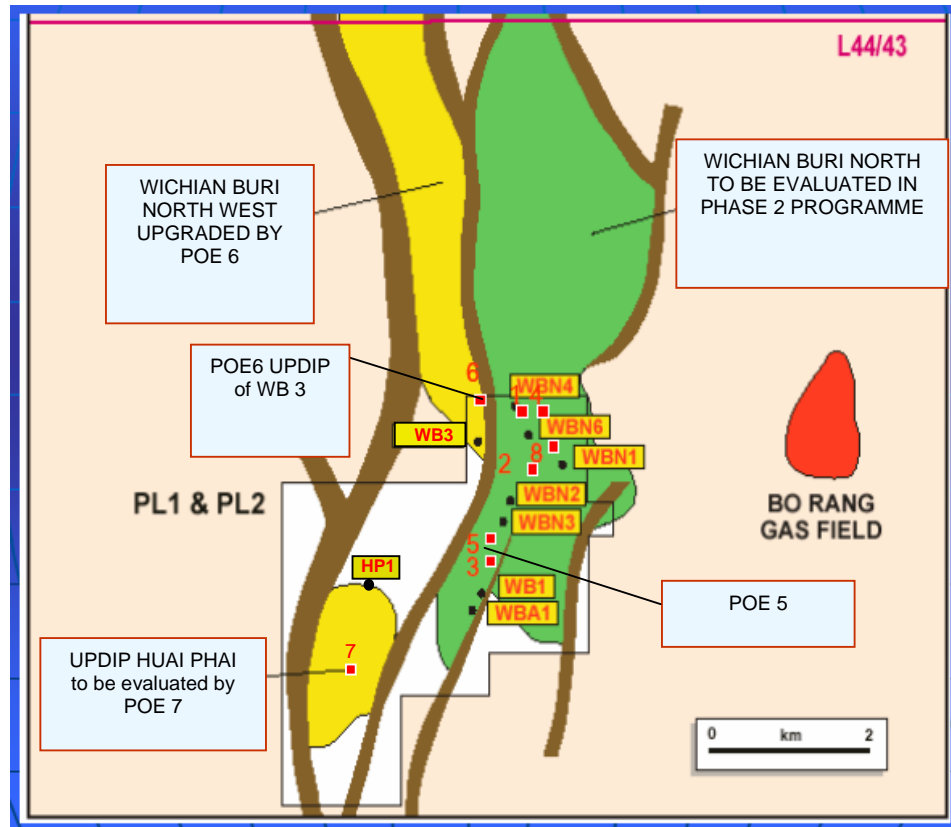 L44/43
WICHIAN BURI
NORTH WEST
UPGRADED BY
POE 6
WICHIAN BURI NORTH
TO BE EVALUATED IN
PHASE 2 PROGRAMME
POE6 UPDIP
of WB 3
6
WBN4
1 4
WB3
WBN6
8
2
WBN1
PL1 & PL2
WBN2
WBN3
BO RANG
GAS FIELD
5
3
HP1
WB1
WBA1
POE 5
UPDIP HUAI PHAI
to be evaluated by
POE 7
7
0 km 2